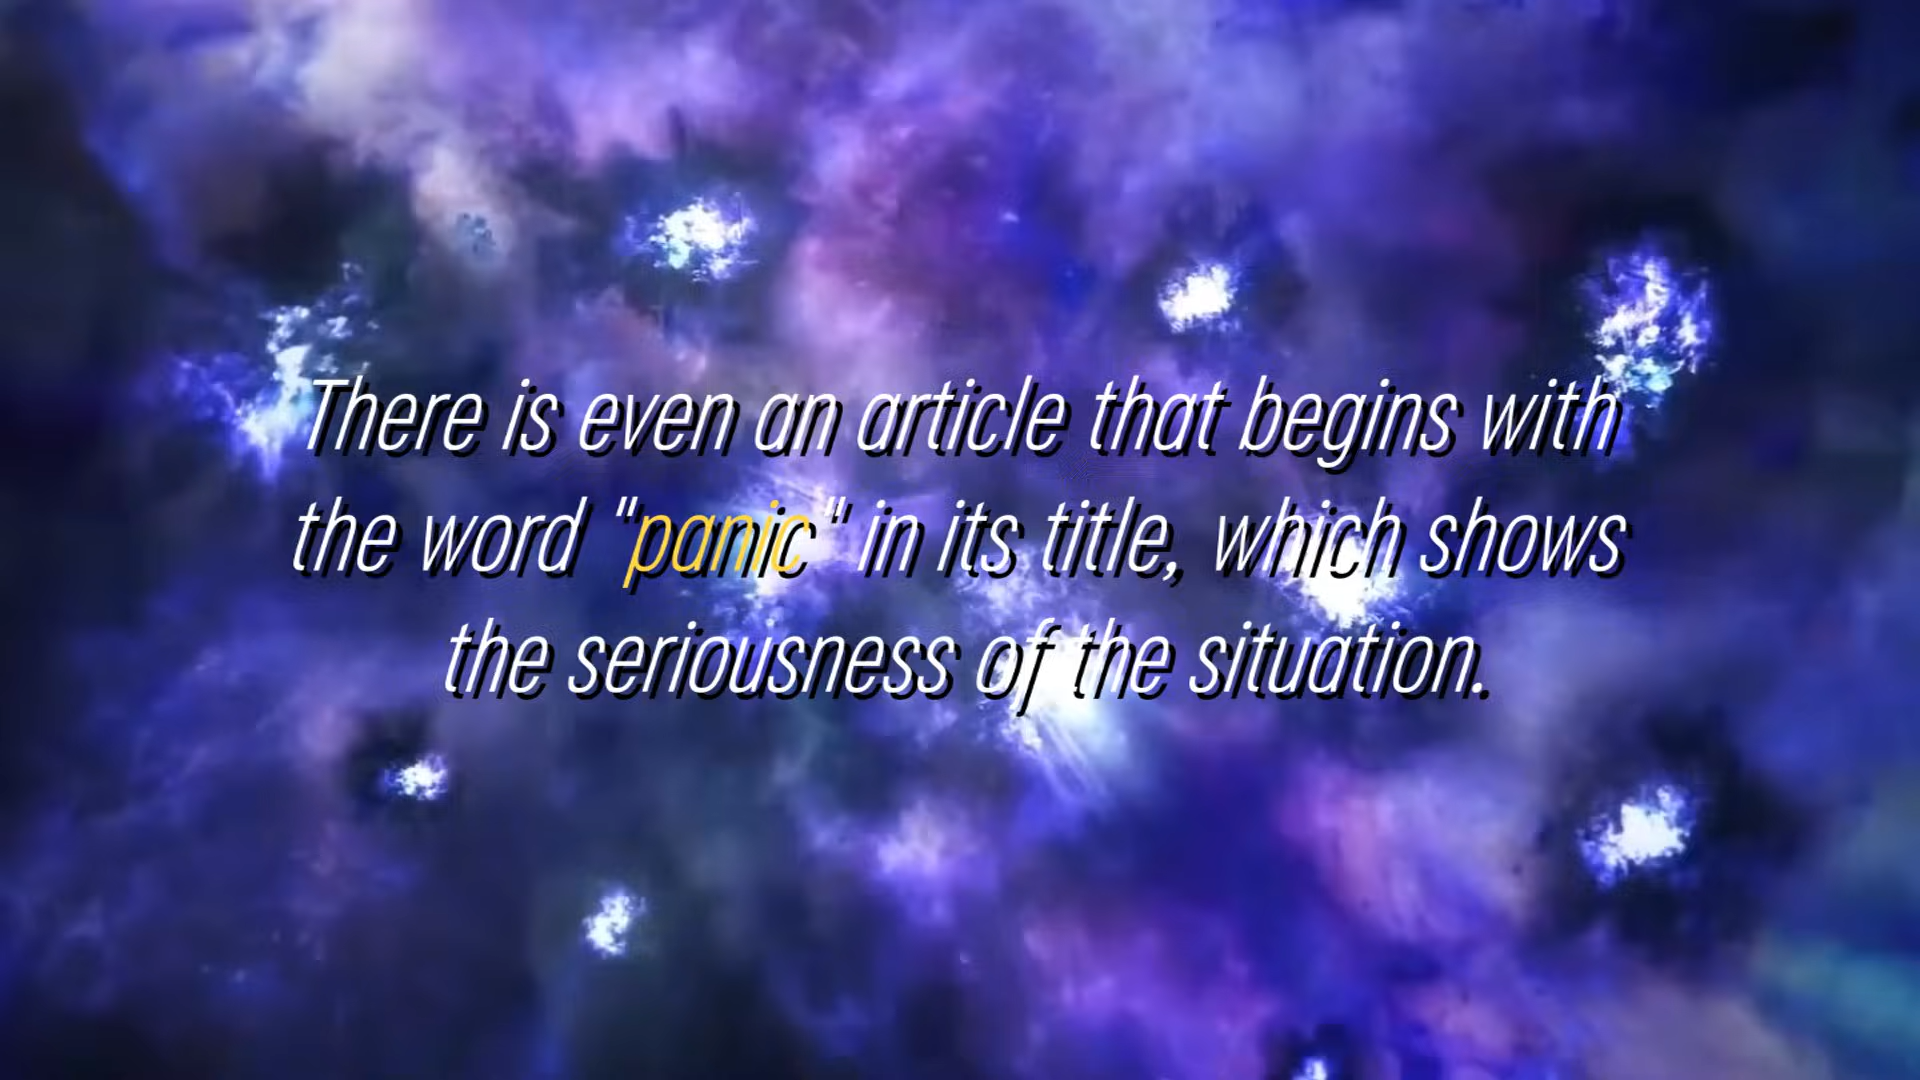 There is even an article that begins with
the word "panic" in its title, which shows
the seriousness of the situation.